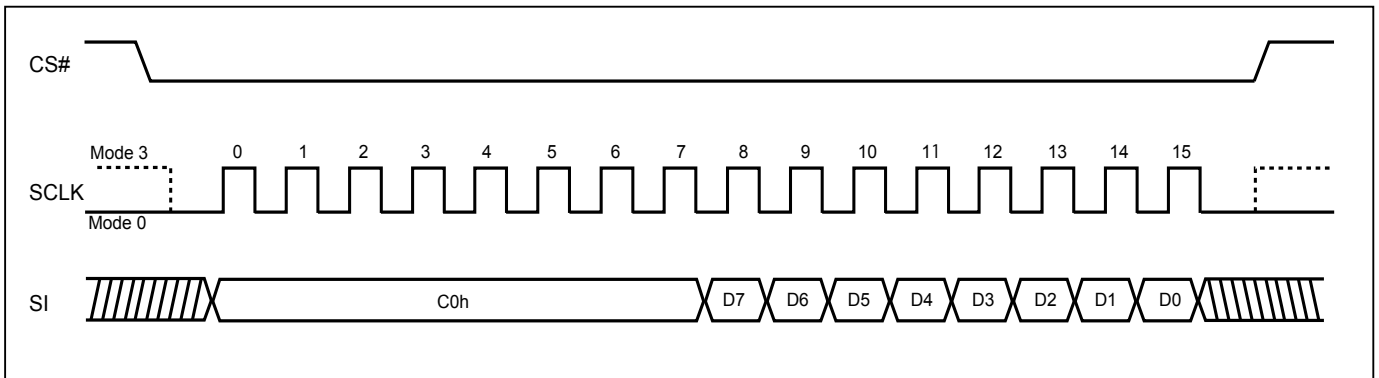 CS#
Mode 3 0 1 2 3 4 5 6 7 8 9 10 11 12 13 14 15
SCLK
Mode 0
SI C0h D7 D6 D5 D4 D3 D2 D1 D0